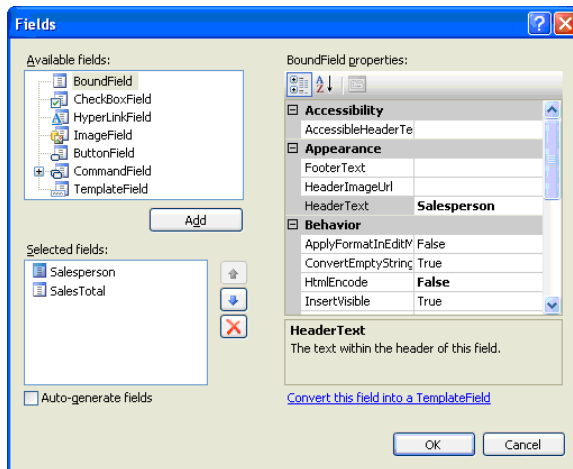 Fields
Available fields:
BoundField
CheckBoxField
HyperLinkField
ImageField
ButtonField
CommandField
TemplateField
Add
Selected fields:
Salesperson
SalesTotal
Auto-generate fields
BoundField properties:
Accessibility
AccessibleHeaderTe
Appearance
FooterText
HeaderImageUrl
HeaderText Salesperson
Behavior
ApplyFormatInEditM False
ConvertEmptyString True
HtmlEncode False
InsertVisible True
HeaderText
The text within the header of this field.
Convert this field into a TemplateField
OK Cancel